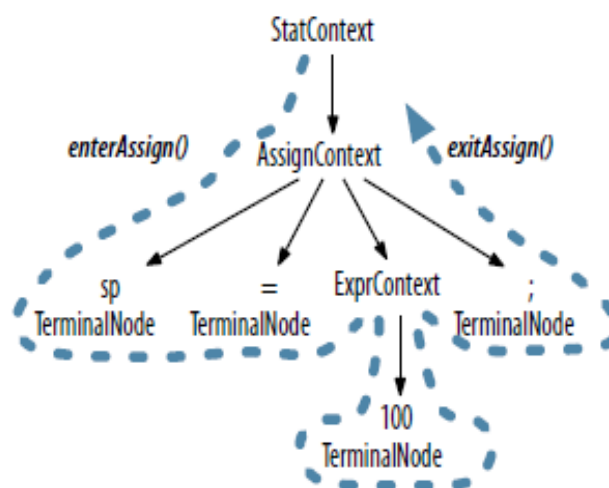 StatContext
enterAssign()
exitAssign()
AssignContext
sp
=
ExprContext
;
TerminalNode
TerminalNode
TerminalNode
100
TerminalNode